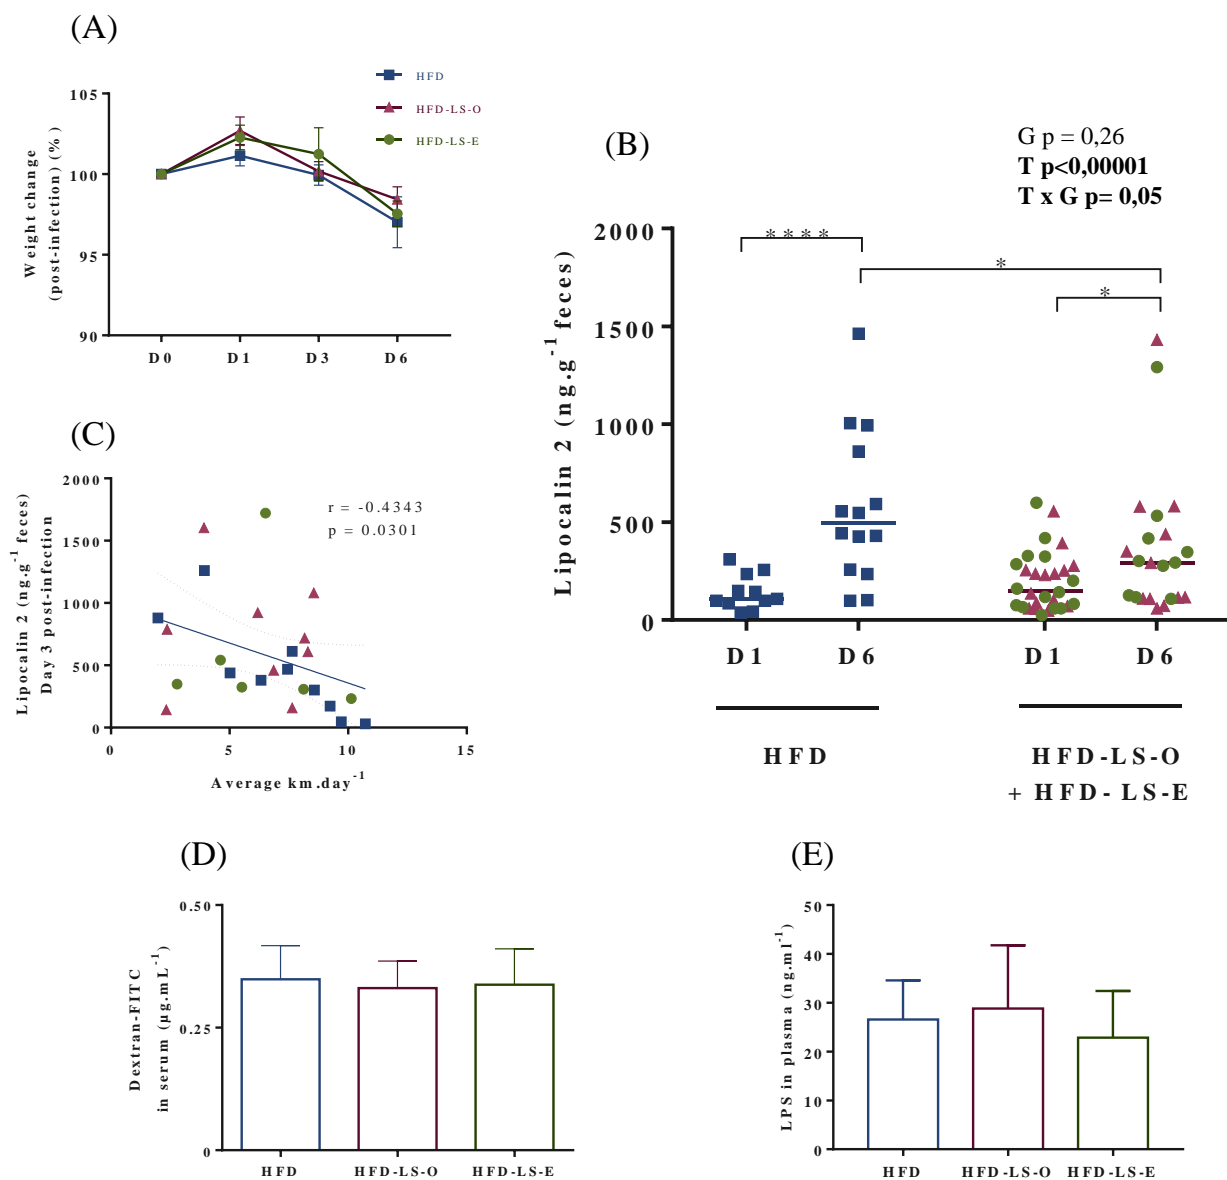 (A)
HFD
HFD-LS-O
HFD-LS-E
105
100
95
90
Weight change
(post-infection) (%)
D0 D1 D3 D6
(B)
G p = 0,26
T p<0,00001
T x G p= 0,05
2000
1500
1000
500
0
Lipocalin 2 (ng.g-1 feces)
****
*
*
D1 D6 D1 D6
HFD
HFD-LS-O
+ HFD- LS-E
(C)
2000
1500
1000
500
0
Lipocalin 2 (ng.g-1 feces)
Day 3 post-infection
r = -0.4343
p = 0.0301
0 5 10 15
Average km.day-1
(D)
0.50
0.25
0
Dextran-FITC
in serum (µg.mL-1)
HFD HFD-LS-O HFD-LS-E
(E)
50
40
30
20
10
0
LPS in plasma (ng.ml-1)
HFD HFD-LS-O HFD-LS-E